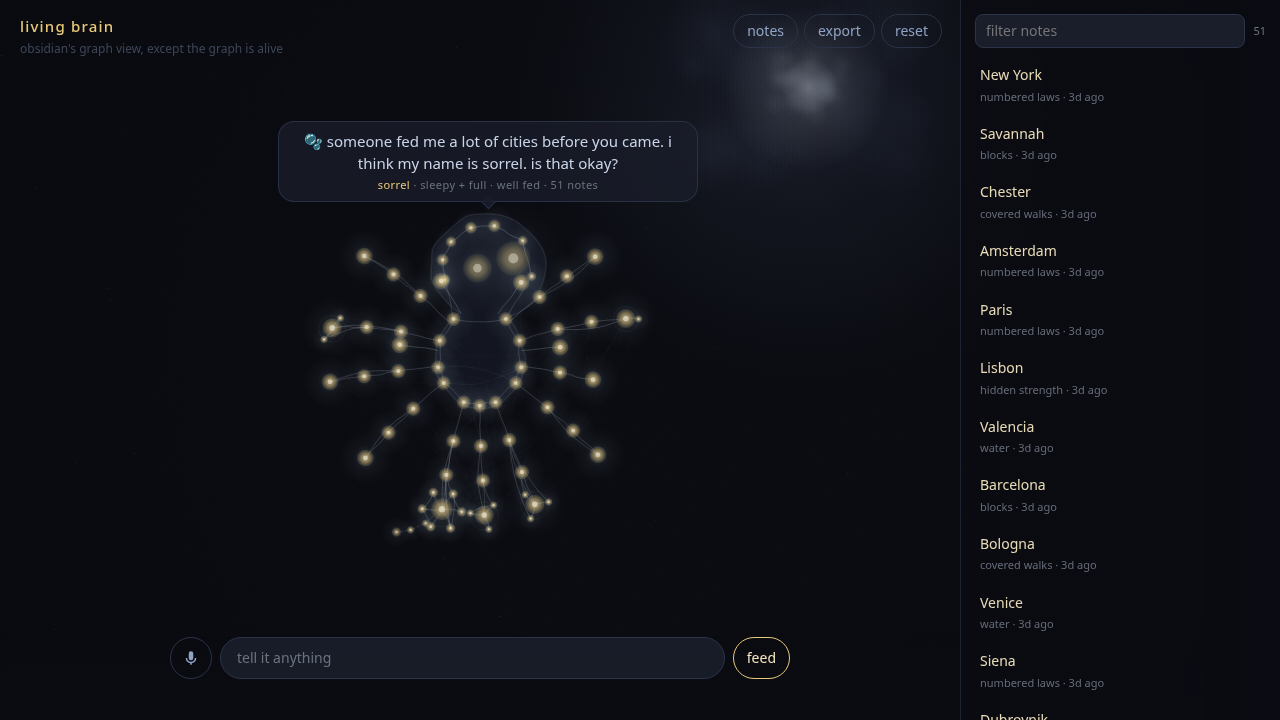 living brain
obsidian's graph view, except the graph is alive
notes
export
reset
🫧 someone fed me a lot of cities before you came. i
think my name is sorrel. is that okay?
sorrel · sleepy + full · well fed · 51 notes
tell it anything
feed
filter notes
51
New York
numbered laws · 3d ago
Savannah
blocks · 3d ago
Chester
covered walks · 3d ago
Amsterdam
numbered laws · 3d ago
Paris
numbered laws · 3d ago
Lisbon
hidden strength · 3d ago
Valencia
water · 3d ago
Barcelona
blocks · 3d ago
Bologna
covered walks · 3d ago
Venice
water · 3d ago
Siena
numbered laws · 3d ago
Dubrovnik